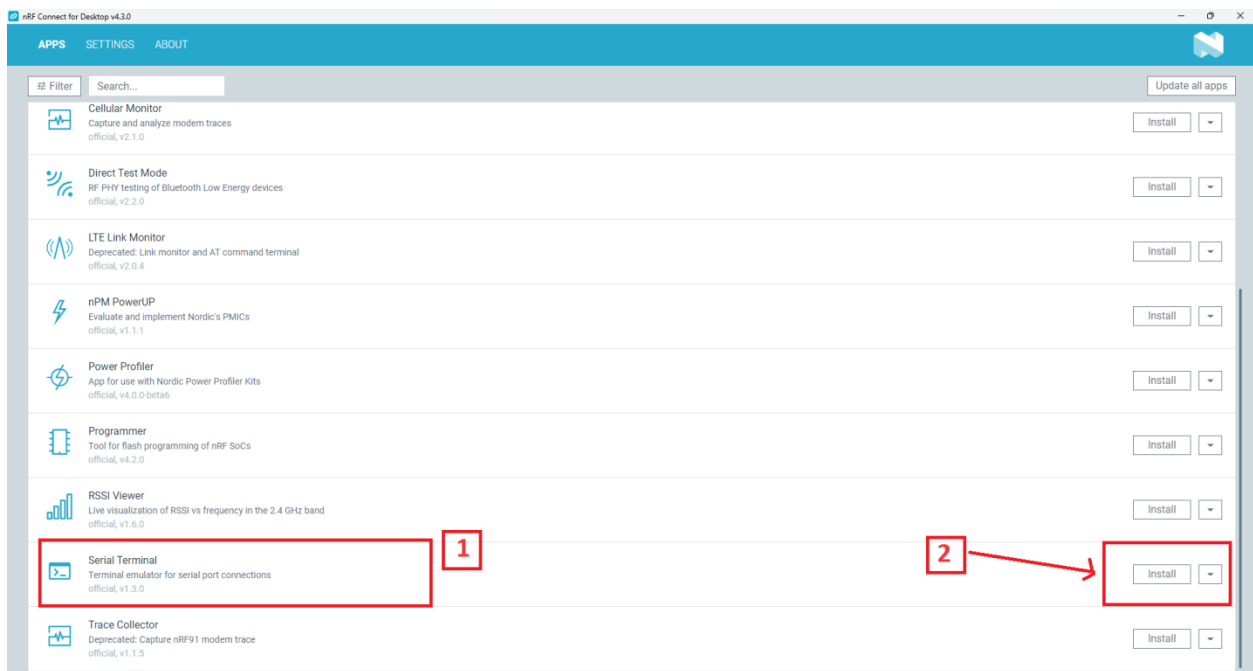 nRF Connect for Desktop v4.3.0
APPS SETTINGS ABOUT
Filter Search... Update all apps
Cellular Monitor
Capture and analyze modem traces
official, v2.1.0
Install
Direct Test Mode
RF PHY testing of Bluetooth Low Energy devices
official, v2.2.0
Install
LTE Link Monitor
Deprecated: Link monitor and AT command terminal
official, v2.0.4
Install
nPM PowerUP
Evaluate and implement Nordic's PMICs
official, v1.1.1
Install
Power Profiler
App for use with Nordic Power Profiler Kits
official, v4.0.0-beta6
Install
Programmer
Tool for flash programming of nRF SoCs
official, v4.2.0
Install
RSSI Viewer
Live visualization of RSSI vs frequency in the 2.4 GHz band
official, v1.6.0
Install
1
2
Serial Terminal
Terminal emulator for serial port connections
official, v1.3.0
Install
Trace Collector
Deprecated: Capture nRF91 modem trace
official, v1.1.5
Install